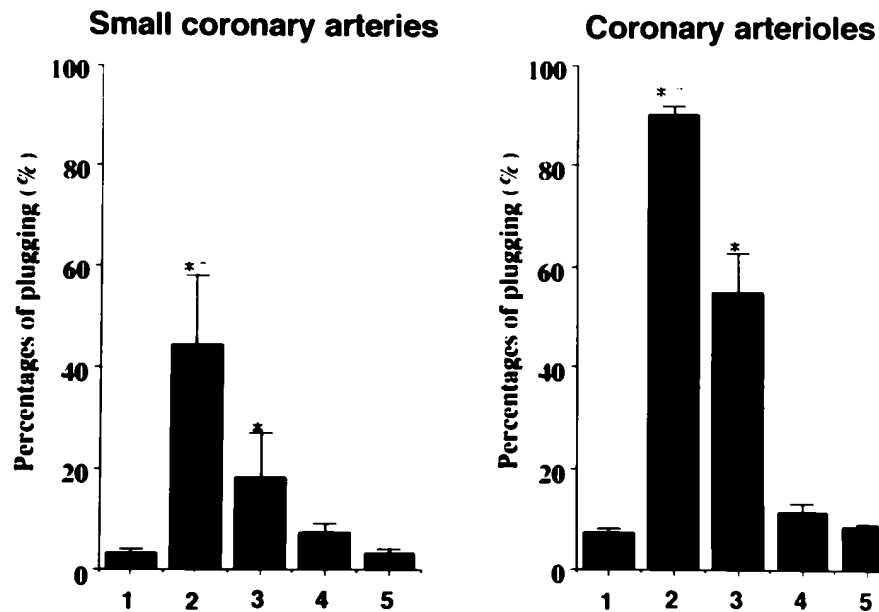 Small coronary arteries
Percentages of plugging (%)
100
80
60
40
20
0
*
*
1 2 3 4 5
Coronary arterioles
Percentages of plugging (%)
100
80
60
40
20
0
*
*
1 2 3 4 5